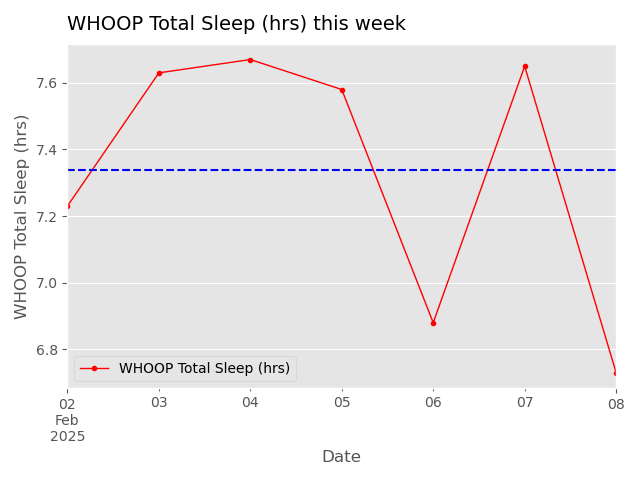 WHOOP Total Sleep (hrs) this week
WHOOP Total Sleep (hrs)
7.6
7.4
7.2
7.0
6.8
WHOOP Total Sleep (hrs)
02 03 04 05 06 07 08
Feb
2025
Date